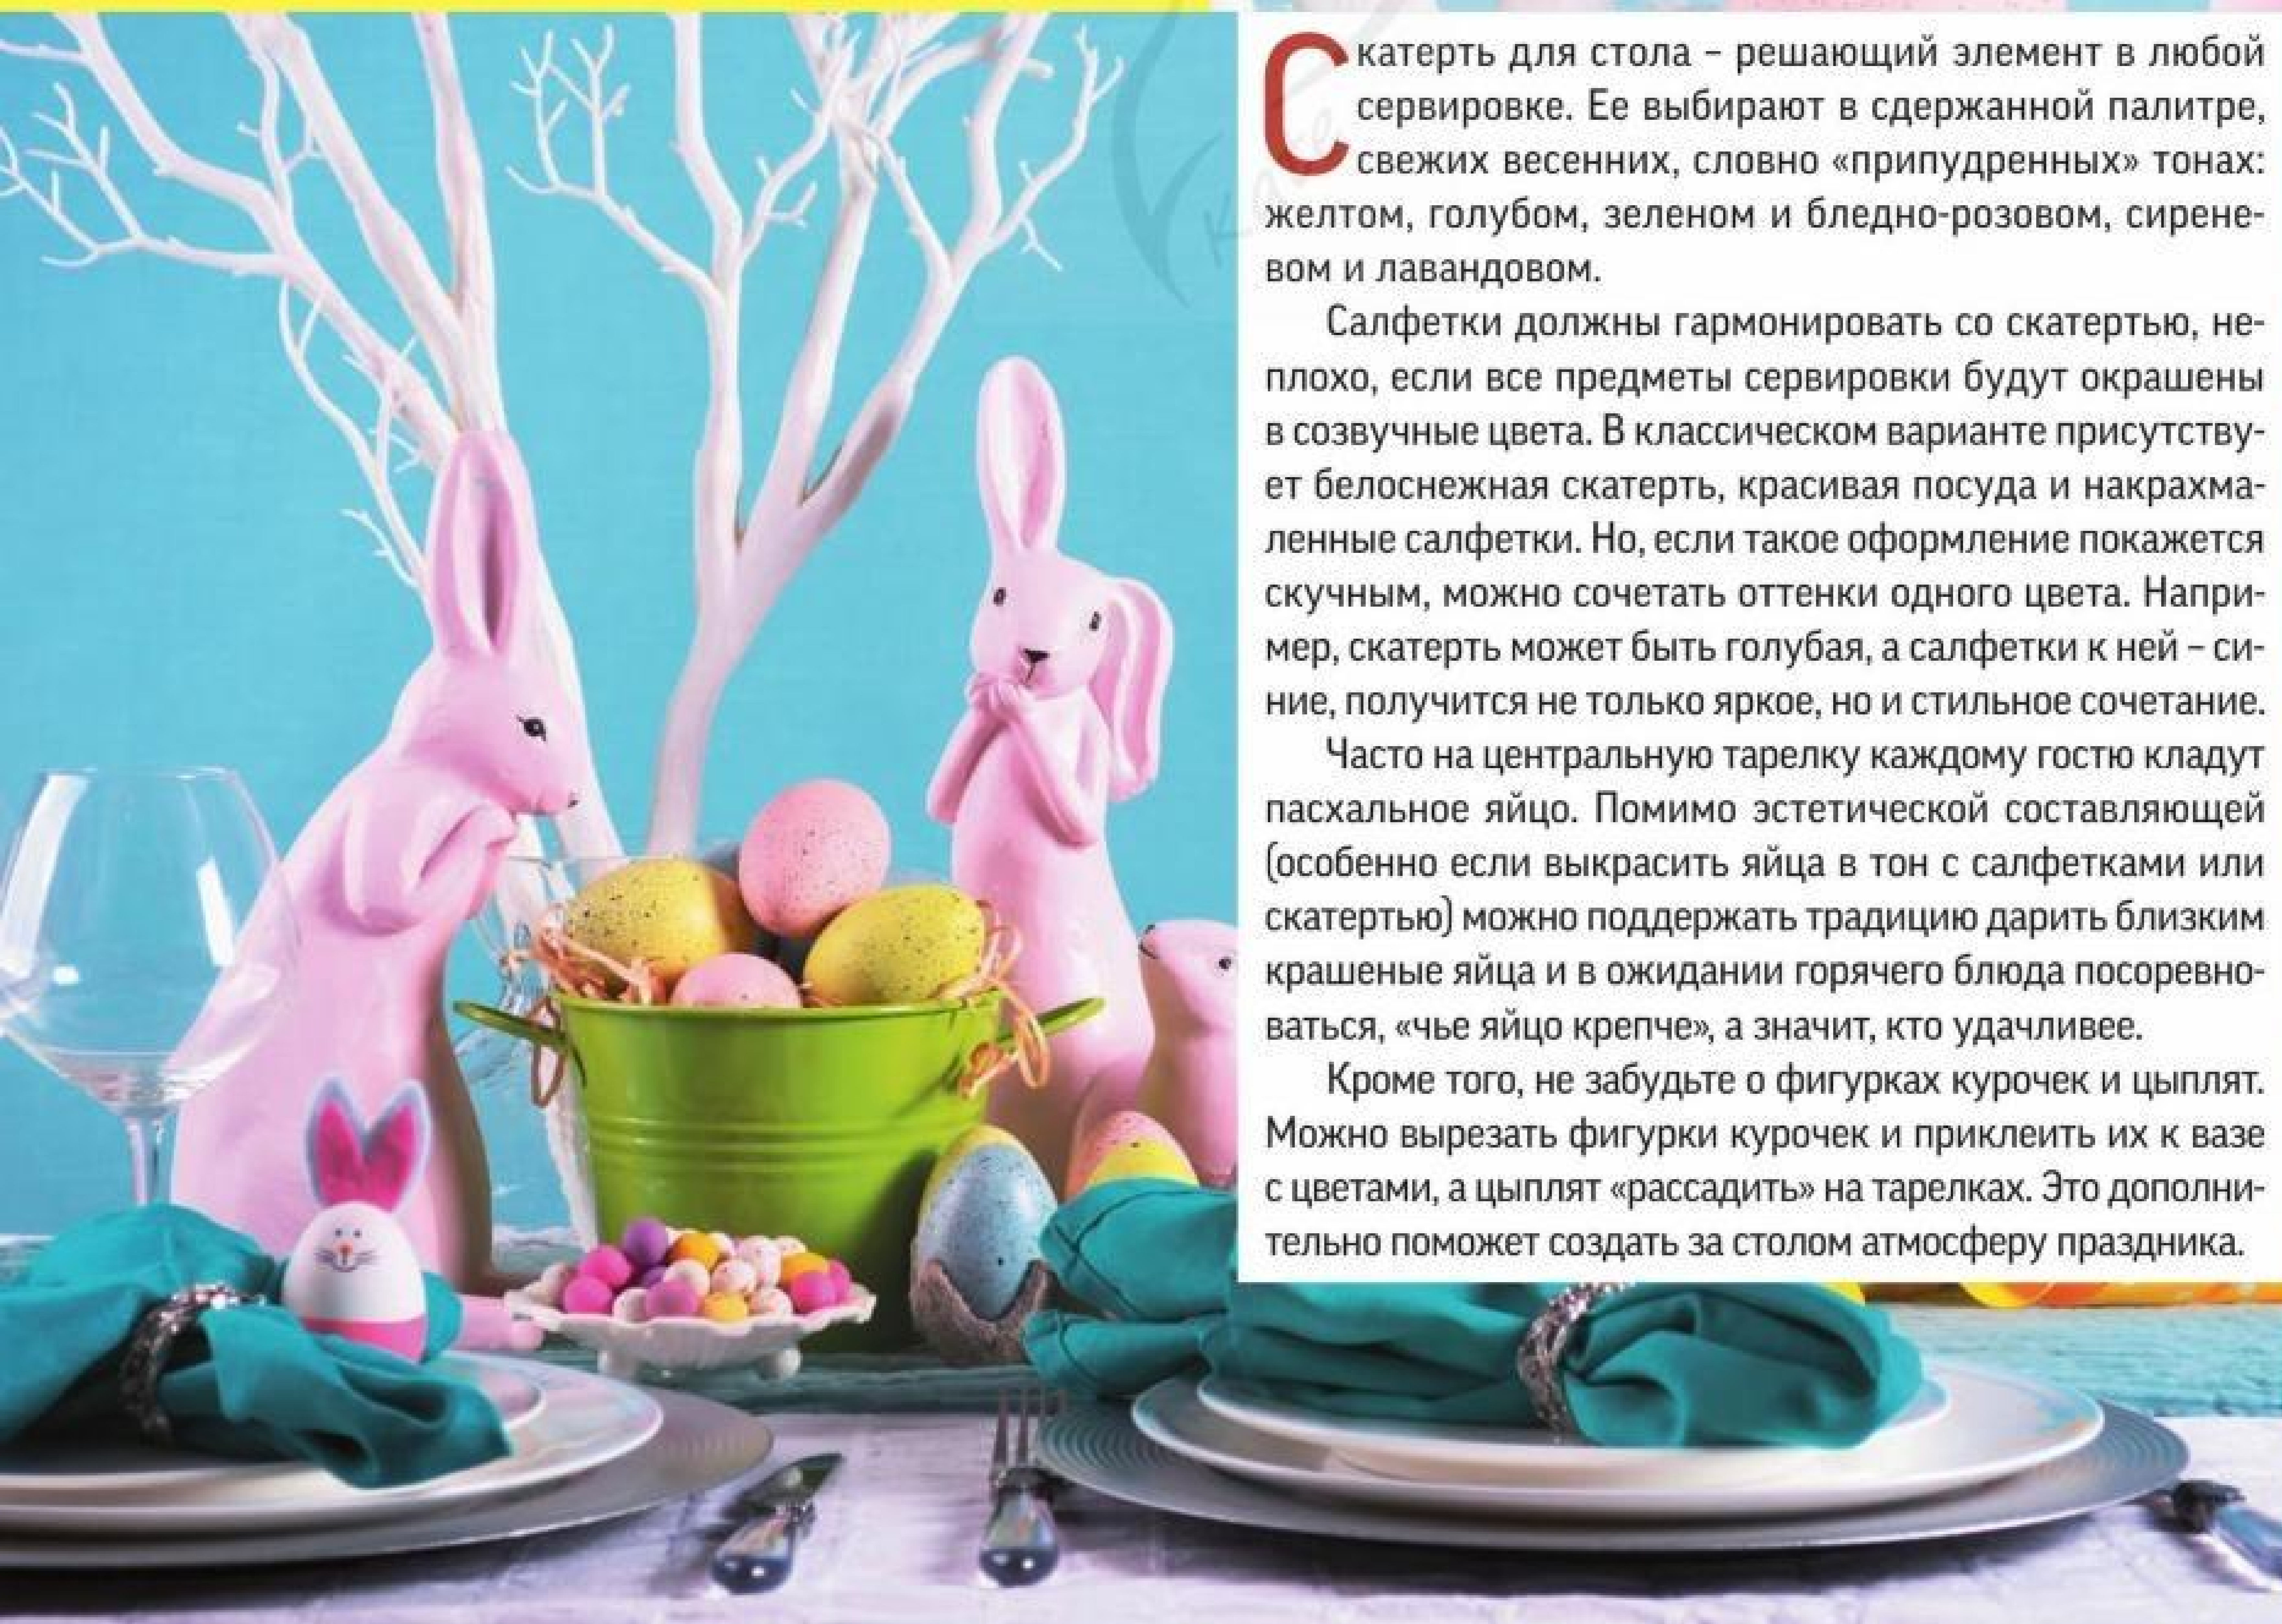 Скатерть для стола – решающий элемент в любой
сервировке. Ее выбирают в сдержанной палитре,
свежих весенних, словно «припудренных» тонах:
желтом, голубом, зеленом и бледно-розовом, сирене-
вом и лавандовом.
Салфетки должны гармонировать со скатертью, не-
плохо, если все предметы сервировки будут окрашены
в созвучные цвета. В классическом варианте присутству-
ет белоснежная скатерть, красивая посуда и накрахма-
ленные салфетки. Но, если такое оформление покажется
скучным, можно сочетать оттенки одного цвета. Напри-
мер, скатерть может быть голубая, а салфетки к ней – си-
ние, получится не только яркое, но и стильное сочетание.
Часто на центральную тарелку каждому гостю кладут
пасхальное яйцо. Помимо эстетической составляющей
(особенно если выкрасить яйца в тон с салфетками или
скатертью) можно поддержать традицию дарить близким
крашеные яйца и в ожидании горячего блюда посоревно-
ваться, «чье яйцо крепче», а значит, кто удачливее.
Кроме того, не забудьте о фигурках курочек и цыплят.
Можно вырезать фигурки курочек и приклеить их к вазе
с цветами, а цыплят «рассадить» на тарелках. Это дополни-
тельно поможет создать за столом атмосферу праздника.